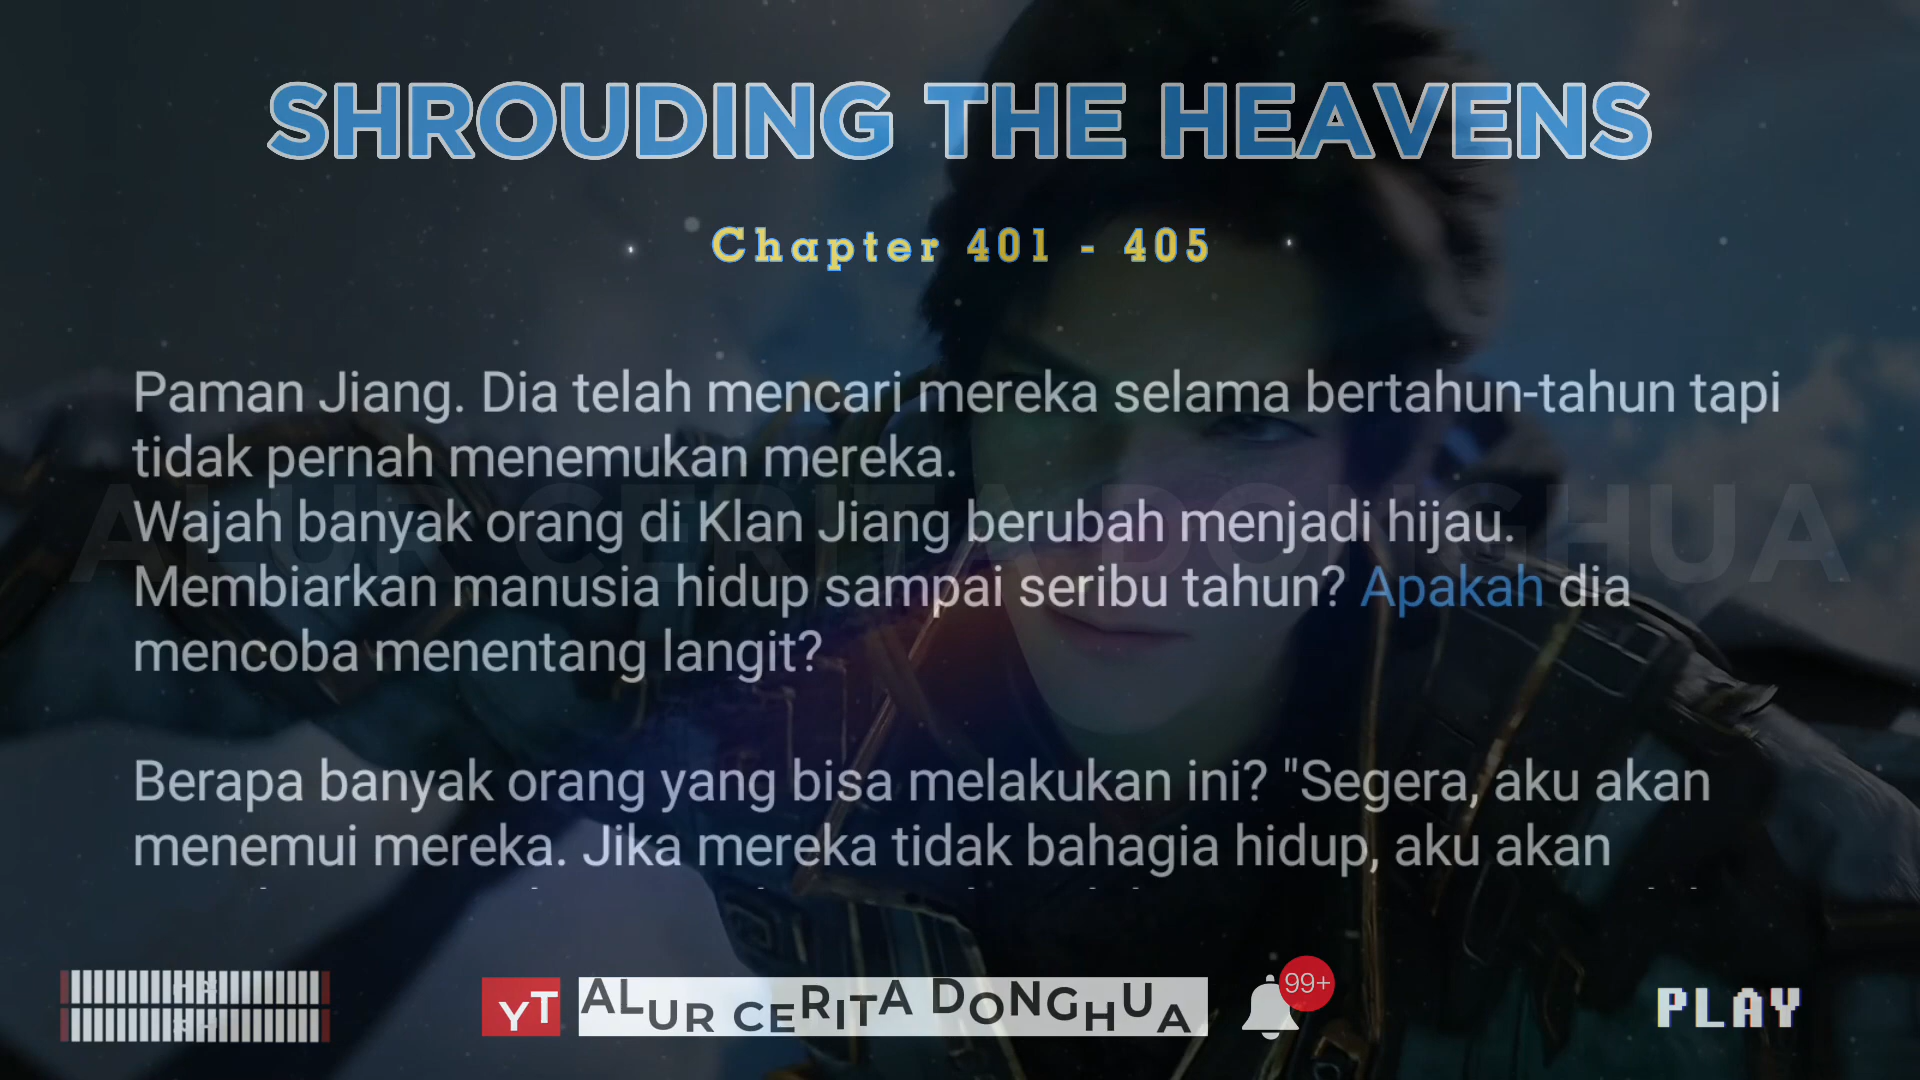 SHROUDING THE HEAVENS
Chapter 401 - 405
Paman Jiang. Dia telah mencari mereka selama bertahun-tahun tapi
tidak pernah menemukan mereka.
ALUR CERITA DONGHUA
Wajah banyak orang di Klan Jiang berubah menjadi hijau.
Membiarkan manusia hidup sampai seribu tahun? Apakah dia
mencoba menentang langit?
Berapa banyak orang yang bisa melakukan ini? "Segera, aku akan
menemui mereka. Jika mereka tidak bahagia hidup, aku akan
YT ALUR CERITA DONGHUA 99+
PLAY